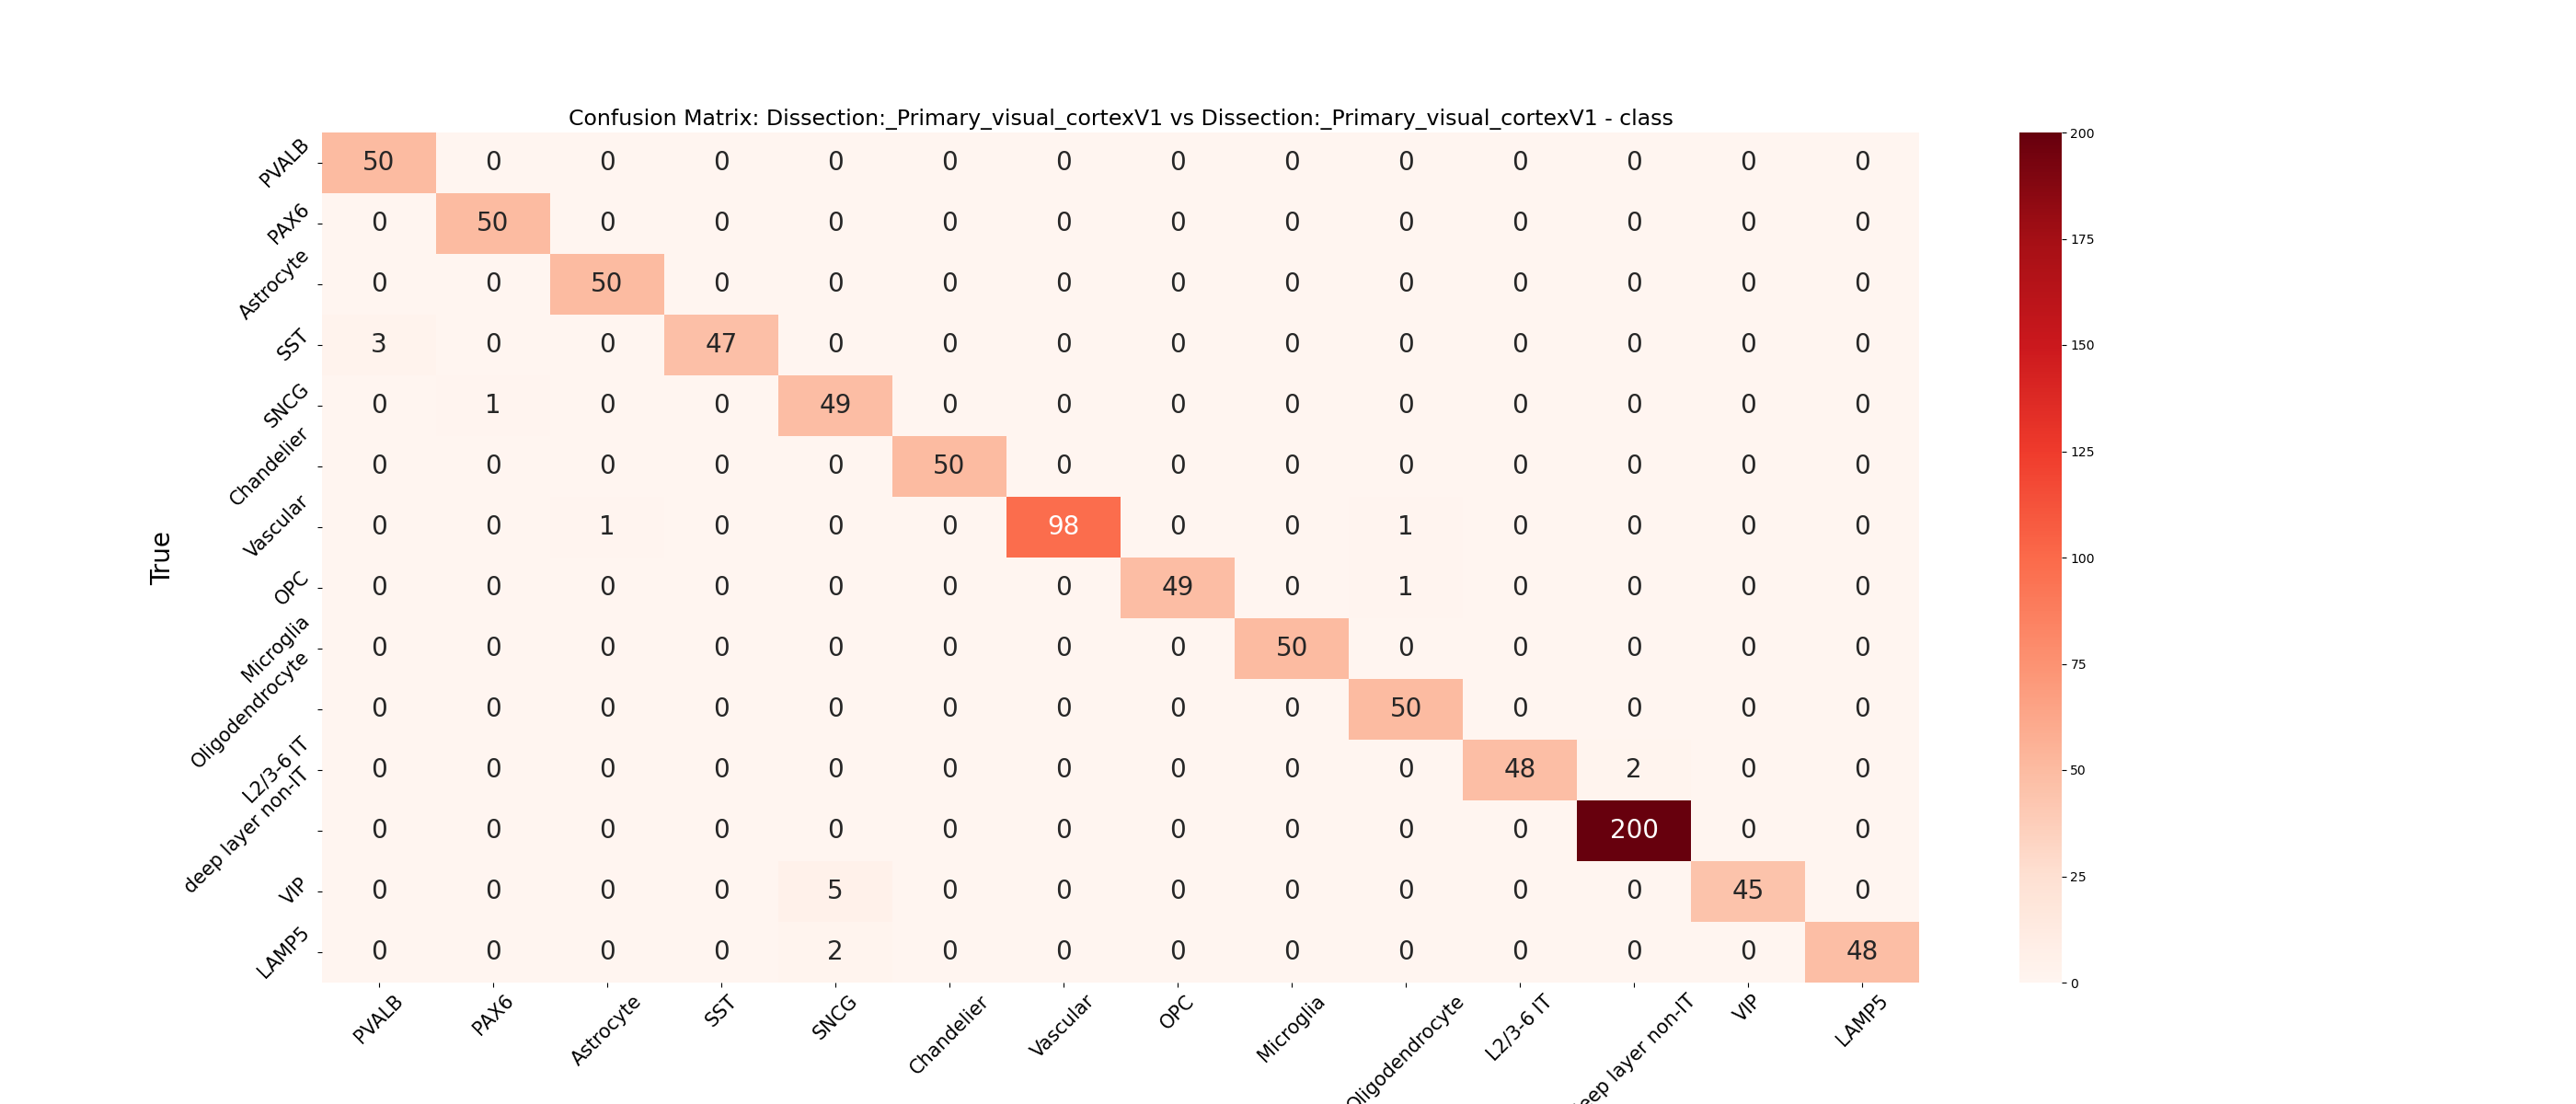 Confusion Matrix: Dissection:_Primary_visual_cortexV1 vs Dissection:_Primary_visual_cortexV1 - class
True
PVALB 50 0 0 0 0 0 0 0 0 0 0 0 0 0
PAX6 0 50 0 0 0 0 0 0 0 0 0 0 0 0
Astrocyte 0 0 50 0 0 0 0 0 0 0 0 0 0 0
SST 3 0 0 47 0 0 0 0 0 0 0 0 0 0
SNCG 0 1 0 0 49 0 0 0 0 0 0 0 0 0
Chandelier 0 0 0 0 0 50 0 0 0 0 0 0 0 0
Vascular 0 0 1 0 0 0 98 0 0 1 0 0 0 0
OPC 0 0 0 0 0 0 0 49 0 1 0 0 0 0
Microglia 0 0 0 0 0 0 0 0 50 0 0 0 0 0
Oligodendrocyte 0 0 0 0 0 0 0 0 0 50 0 0 0 0
L2/3-6 IT 0 0 0 0 0 0 0 0 0 0 48 2 0 0
deep layer non-IT 0 0 0 0 0 0 0 0 0 0 0 200 0 0
VIP 0 0 0 0 5 0 0 0 0 0 0 0 45 0
LAMP5 0 0 0 0 2 0 0 0 0 0 0 0 0 48
PVALB PAX6 Astrocyte SST SNCG Chandelier Vascular OPC Microglia Oligodendrocyte L2/3-6 IT eep layer non-IT VIP LAMP5
200
175
150
125
100
75
50
25
0